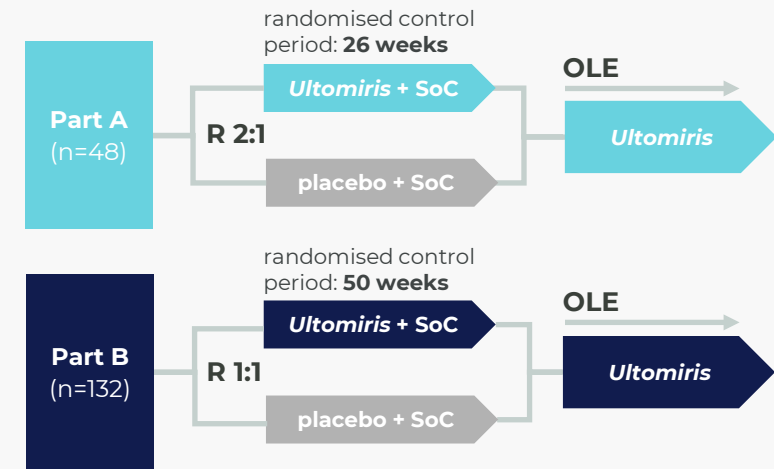 randomised control
period: 26 weeks
Part A
(n=48)
R 2:1
Ultomiris + SoC
placebo + SoC
OLE
Ultomiris
randomised control
period: 50 weeks
Part B
(n=132)
R 1:1
Ultomiris + SoC
placebo + SoC
OLE
Ultomiris